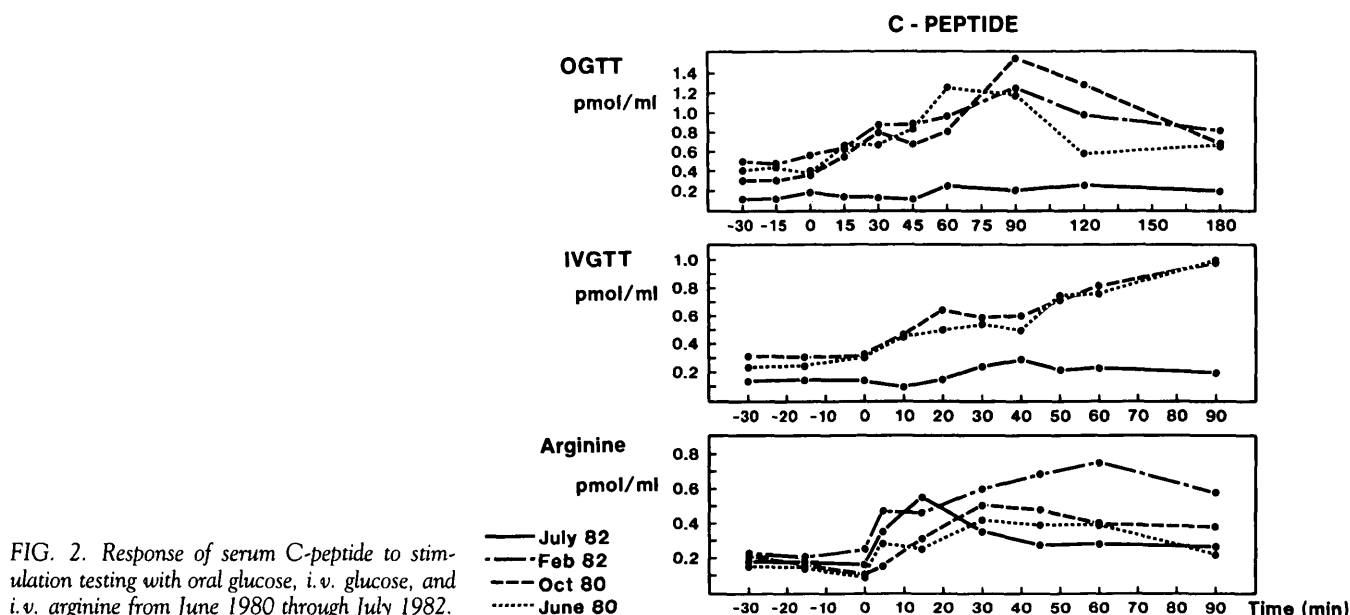 C - PEPTIDE
OGTT
pmol/ml
1.4
1.2
1.0
0.8
0.6
0.4
0.2
-30 -15 0 15 30 45 60 75 90 120 150 180
IVGTT
pmol/ml
1.0
0.8
0.6
0.4
0.2
-30 -20 -10 0 10 20 30 40 50 60 70 80 90
Arginine
pmol/ml
0.8
0.6
0.4
0.2
-30 -20 -10 0 10 20 30 40 50 60 70 80 90 Time (min)
July 82
Feb 82
Oct 80
June 80
FIG. 2. Response of serum C-peptide to stim-
ulation testing with oral glucose, i.v. glucose, and
i.v. arginine from June 1980 through July 1982.